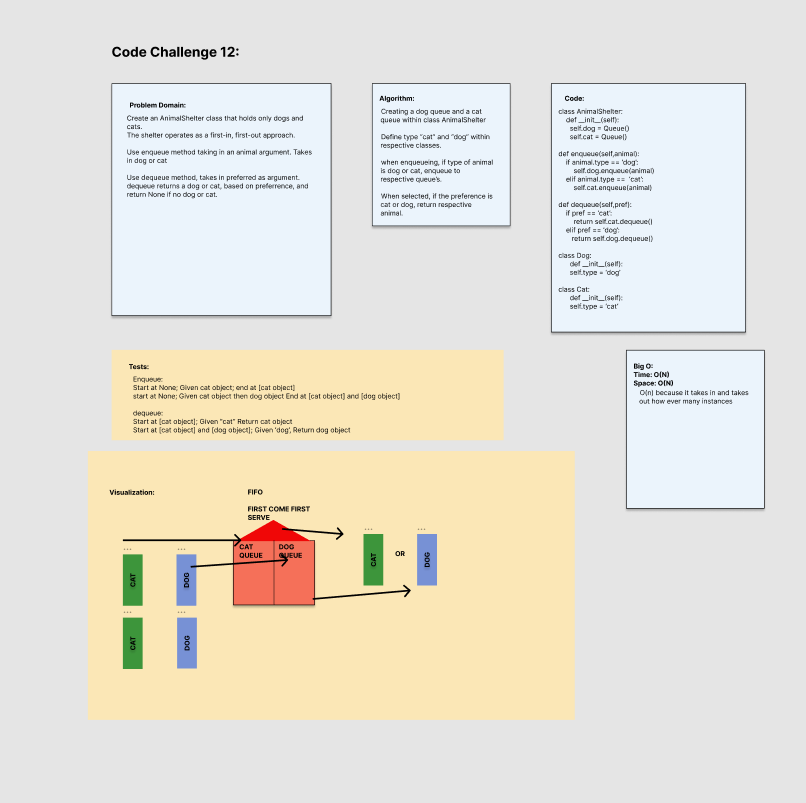 Code Challenge 12:
Problem Domain:
Create an AnimalShelter class that holds only dogs and
cats.
The shelter operates as a first-in, first-out approach.
Use enqueue method taking in an animal argument. Takes
in dog or cat
Use dequeue method, takes in preferred as argument.
dequeue returns a dog or cat, based on preferrence, and
return None if no dog or cat.
Algorithm:
Creating a dog queue and a cat
queue within class AnimalShelter
Define type "cat" and "dog" within
respective classes.
when enqueueing, if type of animal
is dog or cat, enqueue to
respective queue's.
When selected, if the preference is
cat or dog, return respective
animal.
Code:
class AnimalShelter:
def __init__(self):
self.dog = Queue()
self.cat = Queue()
def enqueue(self,animal):
if animal.type == 'dog':
self.dog.enqueue(animal)
elif animal.type == 'cat':
self.cat.enqueue(animal)
def dequeue(self,pref):
if pref == 'cat':
return self.cat.dequeue()
elif pref == 'dog':
return self.dog.dequeue()
class Dog:
def __init__(self):
self.type = 'dog'
class Cat:
def __init__(self):
self.type = 'cat'
Tests:
Enqueue:
Start at None; Given cat object; end at [cat object]
start at None; Given cat object then dog object End at [cat object] and [dog object]
dequeue:
Start at [cat object]; Given "cat" Return cat object
Start at [cat object] and [dog object]; Given 'dog', Return dog object
Big O:
Time: O(N)
Space: O(N)
O(n) because it takes in and takes
out how ever many instances
Visualization:
FIFO
FIRST COME FIRST
SERVE
CAT
QUEUE
DOG
QUEUE
...
CAT
...
DOG
...
CAT
...
DOG
...
CAT
OR
...
DOG